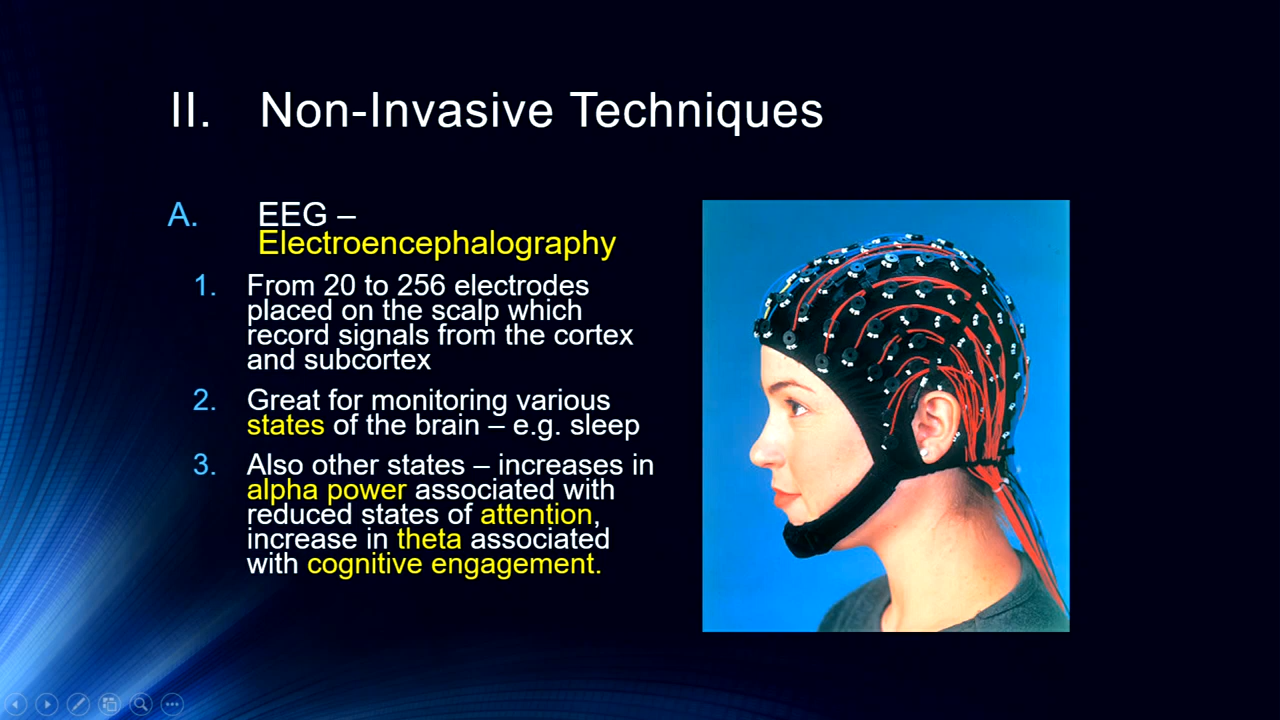 II. Non-Invasive Techniques
A. EEG –
Electroencephalography
1. From 20 to 256 electrodes
placed on the scalp which
record signals from the cortex
and subcortex
2. Great for monitoring various
states of the brain – e.g. sleep
3. Also other states – increases in
alpha power associated with
reduced states of attention,
increase in theta associated
with cognitive engagement.